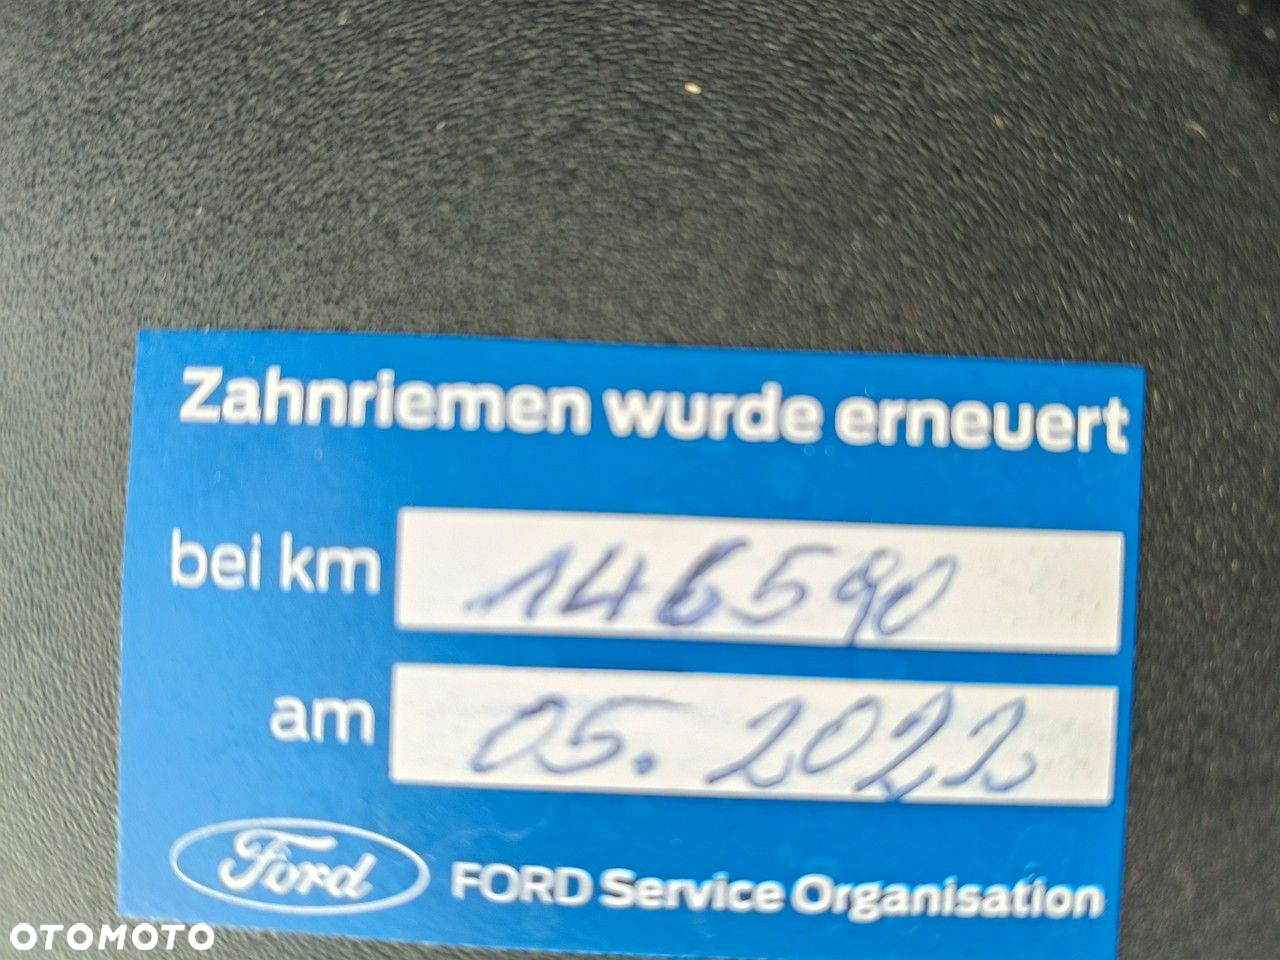 Zahnriemen wurde erneuert
bei km 146590
am 05.2022
Ford FORD Service Organisation
OTOMOTO